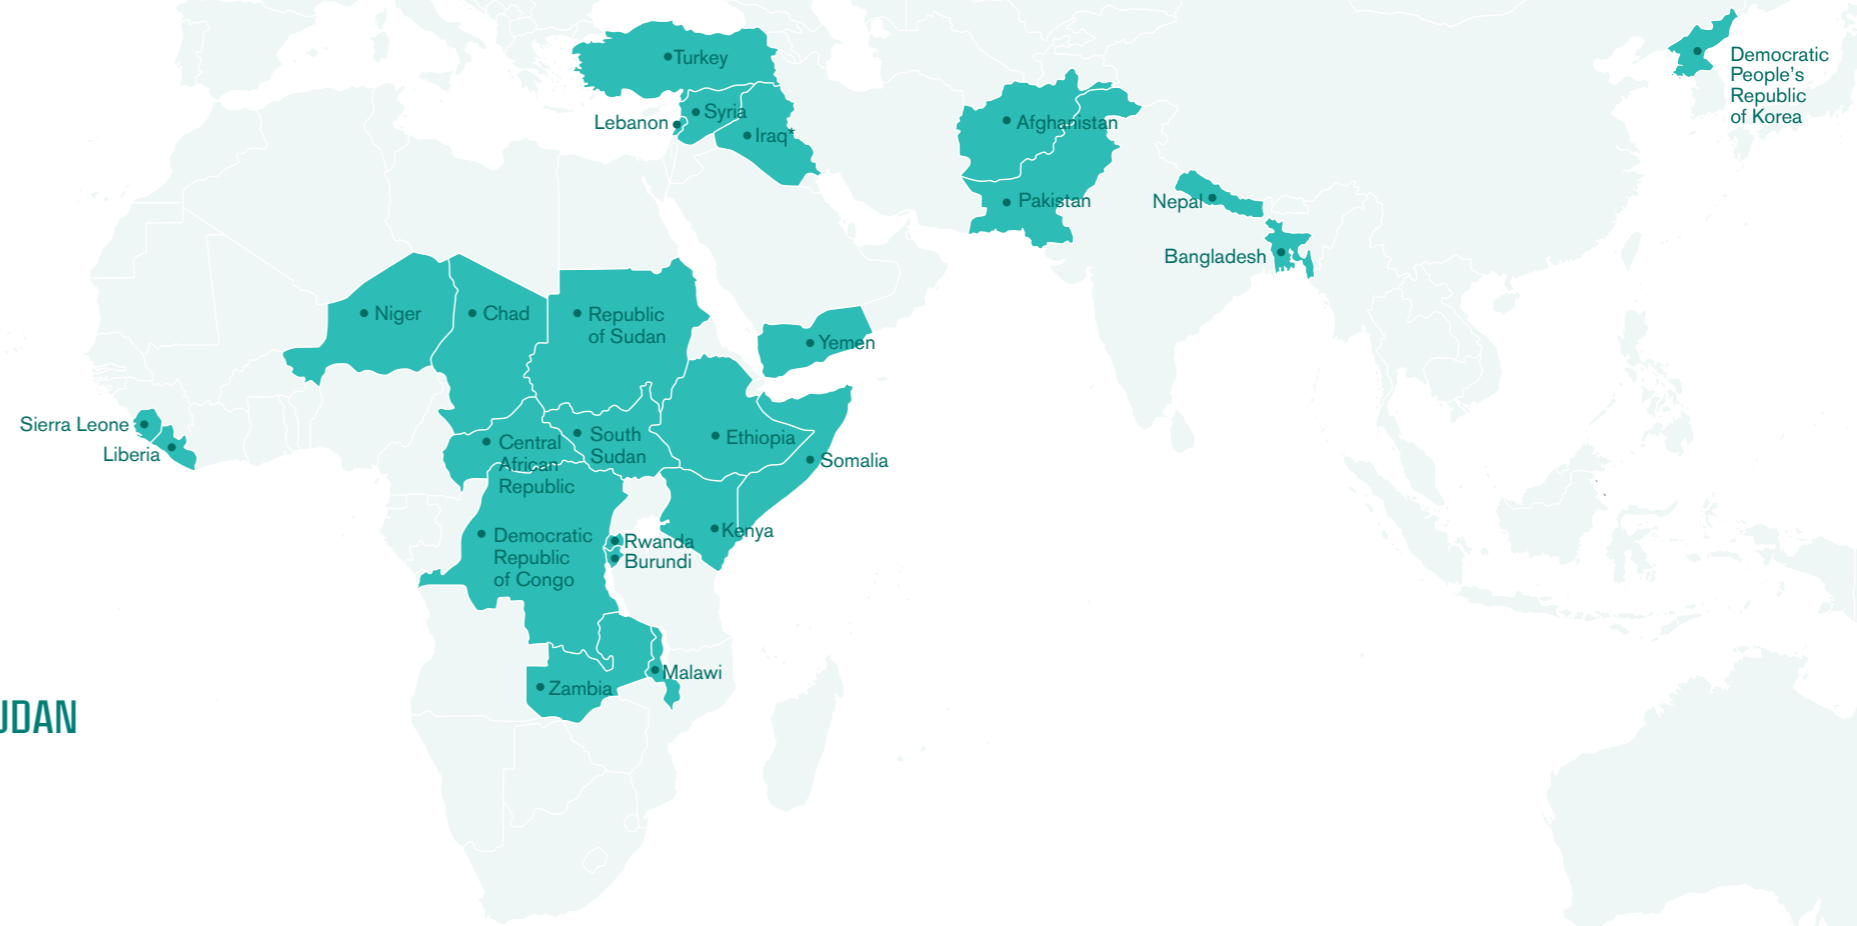 Turkey
Syria
Lebanon
Iraq*
Afghanistan
Pakistan
Nepal
Bangladesh
Democratic
People's
Republic
of Korea
Niger
Chad
Republic
of Sudan
Yemen
Sierra Leone
Liberia
Central
African
Republic
South
Sudan
Ethiopia
Somalia
Kenya
Democratic
Republic
of Congo
Rwanda
Burundi
Malawi
Zambia
UDAN